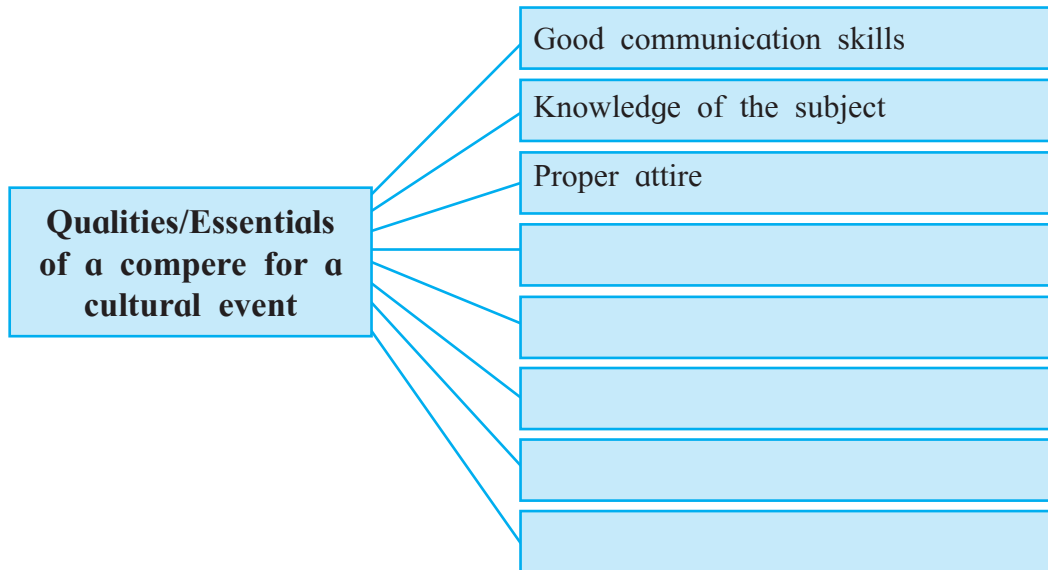 Good communication skills
Knowledge of the subject
Proper attire
Qualities/Essentials
of a compere for a
cultural event